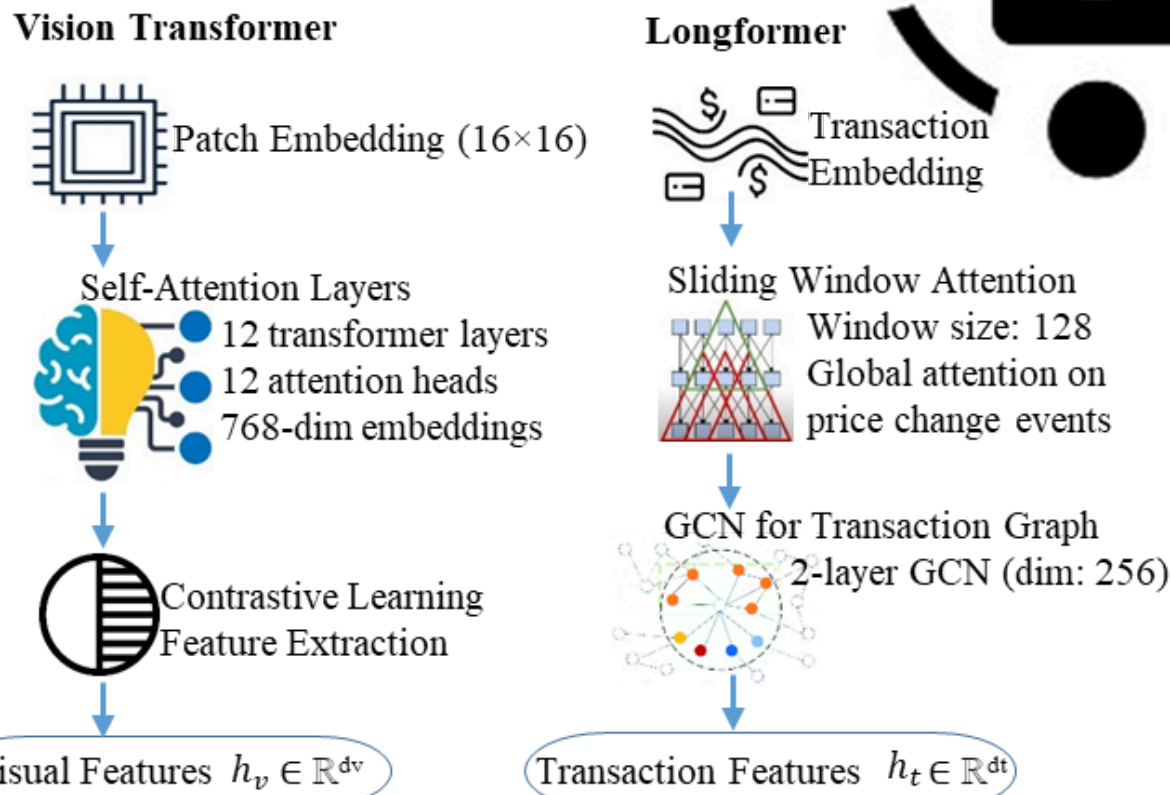 Vision Transformer
Patch Embedding (16×16)
Self-Attention Layers
12 transformer layers
12 attention heads
768-dim embeddings
Contrastive Learning
Feature Extraction
isual Features h_v ∈ ℝ^dv
Longformer
$
Transaction
Embedding
$
Sliding Window Attention
Window size: 128
Global attention on
price change events
GCN for Transaction Graph
2-layer GCN (dim: 256)
Transaction Features h_t ∈ ℝ^dt